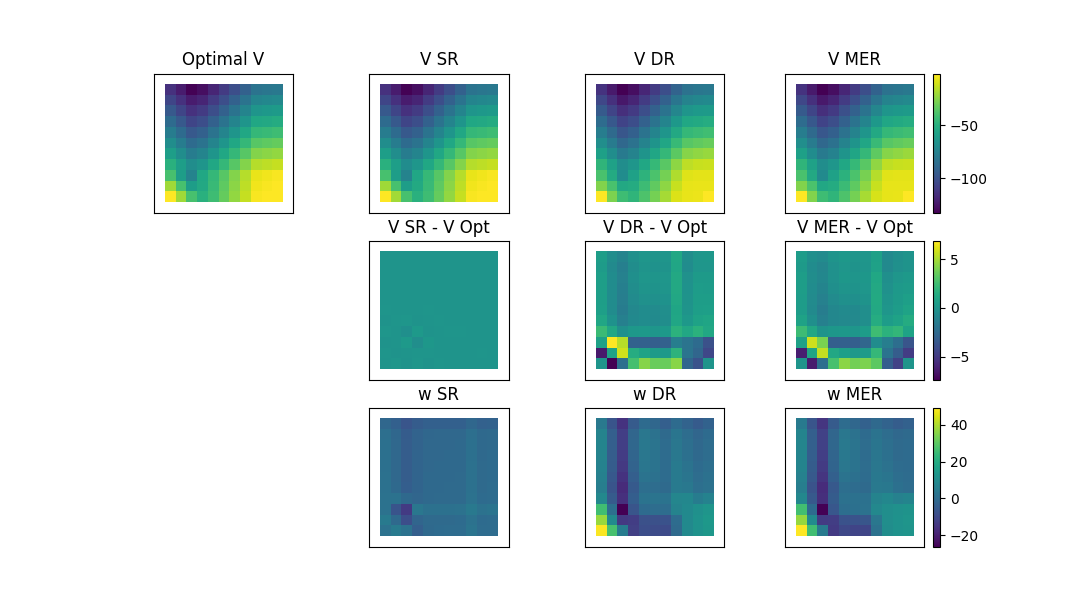 Optimal V
V SR
V DR
V MER
−50
−100
V SR - V Opt
V DR - V Opt
V MER - V Opt
5
0
−5
w SR
w DR
w MER
40
20
0
−20